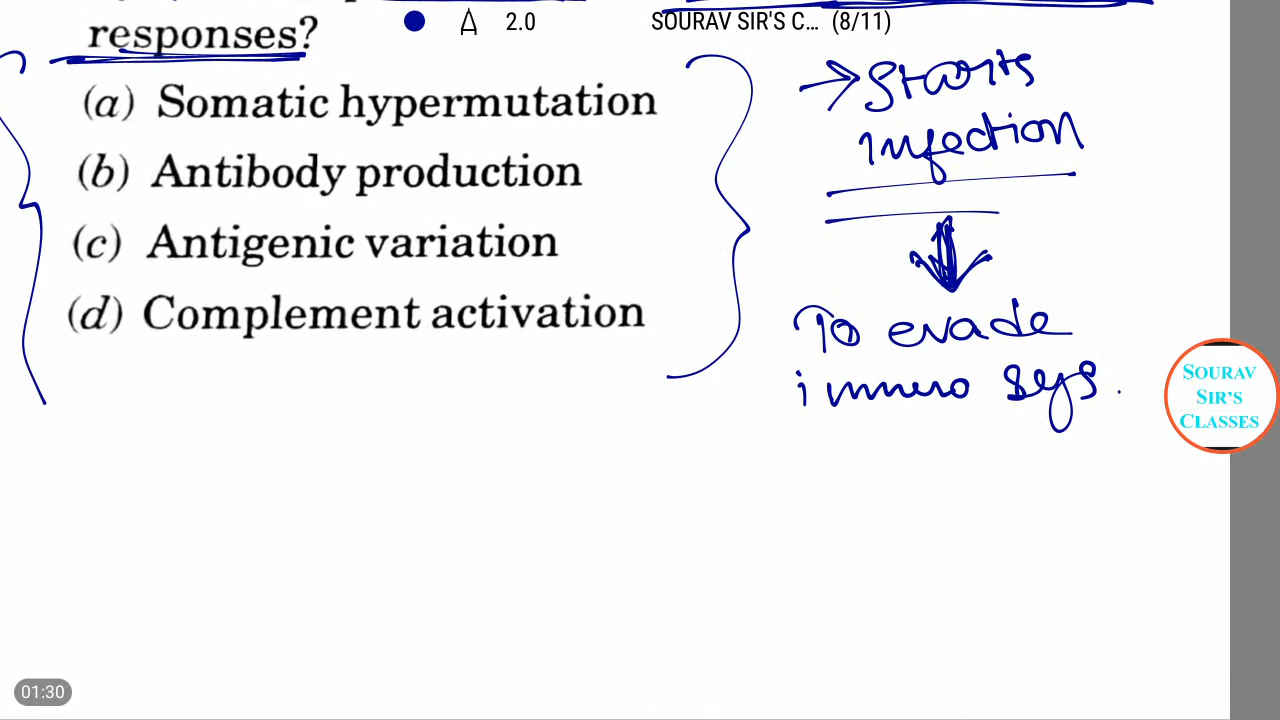 2.0 SOURAV SIR'S C... (8/11)
responses?
(a) Somatic hypermutation
(b) Antibody production
(c) Antigenic variation
(d) Complement activation
→ Starts
Infection
To evade
immuno sys.
SOURAV
SIR'S
CLASSES
01:30